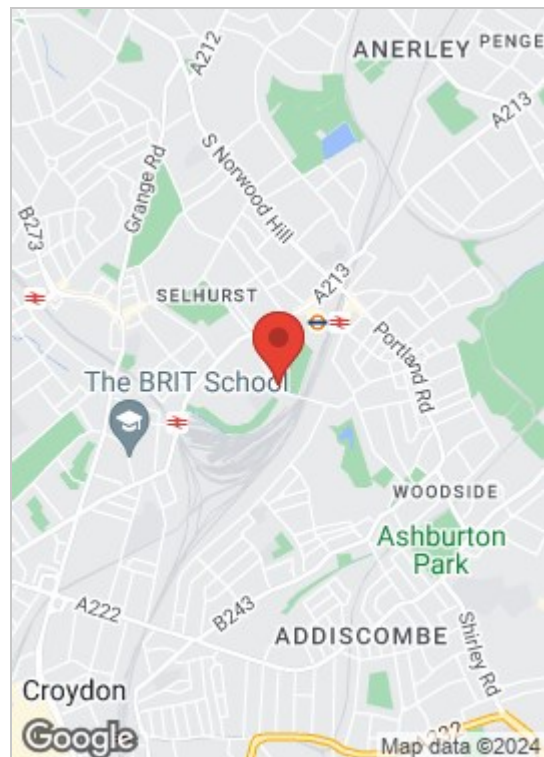 ANERLEY
PENGE
A212
A213
S Norwood Hill
Grange Rd
B273
A213
SELHURST
Portland Rd
The BRIT School
WOODSIDE
Ashburton
Park
A222
B243
ADDISCOMBE
Shirley Rd
Croydon
A232
Google
Map data ©2024